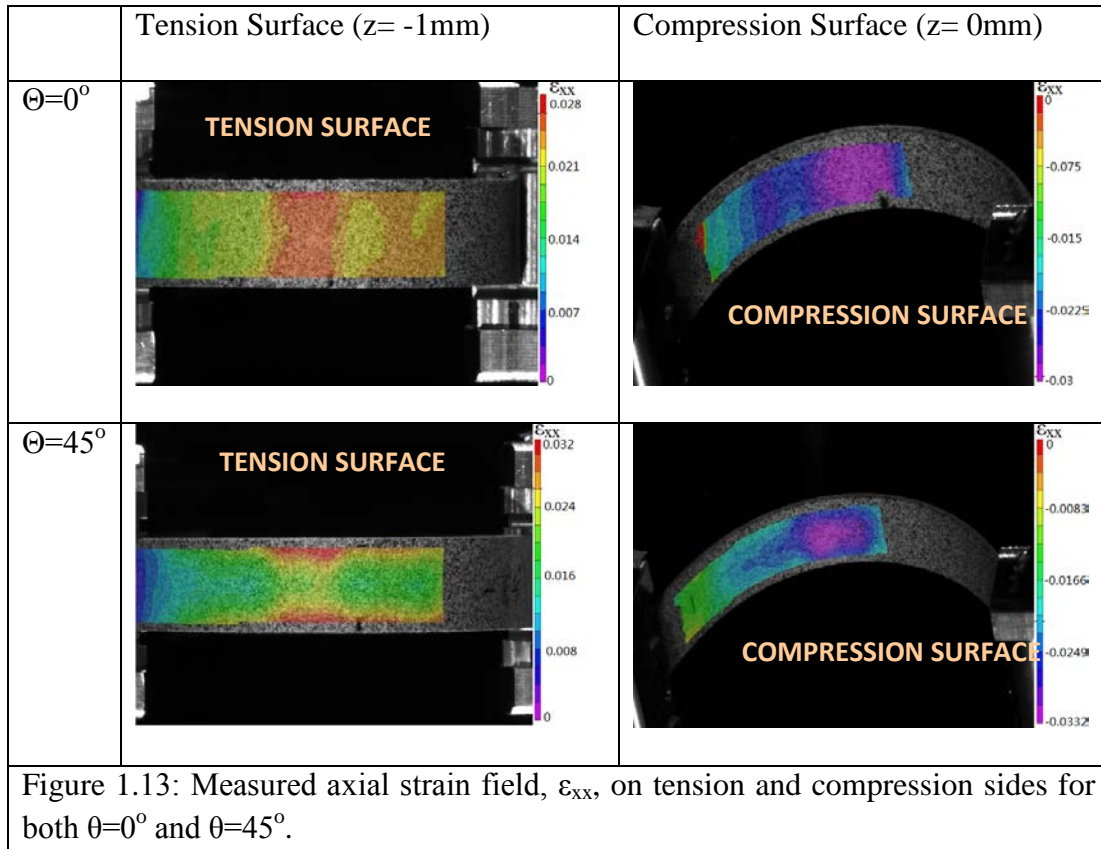 Tension Surface (z= -1mm)
Compression Surface (z= 0mm)
Θ=0°
TENSION SURFACE
εxx
0.028
0.021
0.014
0.007
0
COMPRESSION SURFACE
εxx
0
-0.075
-0.015
-0.0225
-0.03
Θ=45°
TENSION SURFACE
εxx
0.032
0.024
0.016
0.008
0
COMPRESSION SURFACE
εxx
0
-0.0083
-0.0166
-0.0249
-0.0332
Figure 1.13: Measured axial strain field, εxx, on tension and compression sides for
both θ=0° and θ=45°.